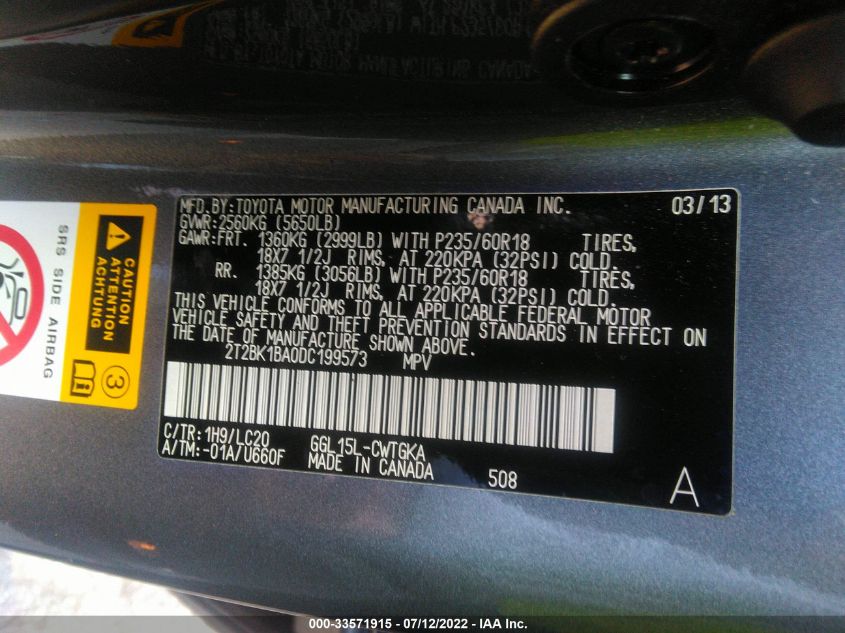 MFD.BY:TOYOTA MOTOR MANUFACTURING CANADA INC. 03/13
GVWR:2560KG (5650LB)
GAWR:FRT. 1360KG (2999LB) WITH P235/60R18 TIRES,
18X7 1/2J RIMS, AT 220KPA (32PSI) COLD.
RR. 1385KG (3056LB) WITH P235/60R18 TIRES,
18X7 1/2J RIMS, AT 220KPA (32PSI) COLD.
THIS VEHICLE CONFORMS TO ALL APPLICABLE FEDERAL MOTOR
VEHICLE SAFETY AND THEFT PREVENTION STANDARDS IN EFFECT ON
THE DATE OF MANUFACTURE SHOWN ABOVE.
2T2BK1BA0DC199573 MPV
C/TR:1H9/LC20 GGL15L-CWTGKA
A/TM:-01A/U660F MADE IN CANADA 508
A
CAUTION
ATTENTION
ACHTUNG
SRS SIDE AIRBAG
3
000-33571915 - 07/12/2022 - IAA Inc.